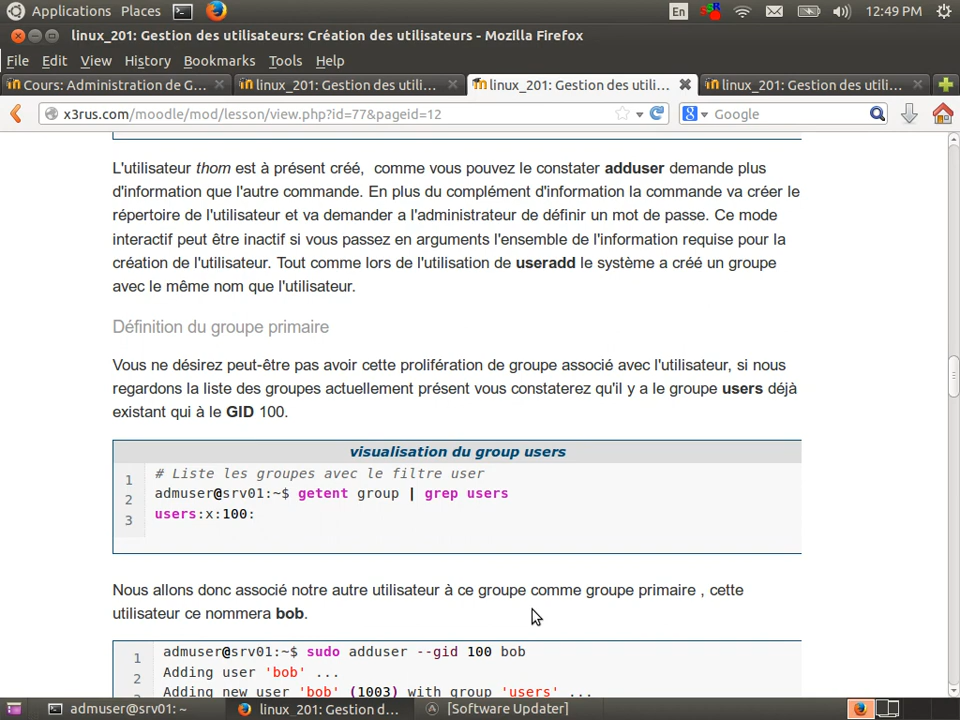 Applications Places En 12:49 PM
linux_201: Gestion des utilisateurs: Création des utilisateurs - Mozilla Firefox
File Edit View History Bookmarks Tools Help
Cours: Administration de G... linux_201: Gestion des utili... linux_201: Gestion des utili... linux_201: Gestion des utili...
x3rus.com/moodle/mod/lesson/view.php?id=77&pageid=12 Google
L'utilisateur thom est à présent créé, comme vous pouvez le constater adduser demande plus
d'information que l'autre commande. En plus du complément d'information la commande va créer le
répertoire de l'utilisateur et va demander a l'administrateur de définir un mot de passe. Ce mode
interactif peut être inactif si vous passez en arguments l'ensemble de l'information requise pour la
création de l'utilisateur. Tout comme lors de l'utilisation de useradd le système a créé un groupe
avec le même nom que l'utilisateur.
Définition du groupe primaire
Vous ne désirez peut-être pas avoir cette prolifération de groupe associé avec l'utilisateur, si nous
regardons la liste des groupes actuellement présent vous constaterez qu'il y a le groupe users déjà
existant qui à le GID 100.
visualisation du group users
1 # Liste les groupes avec le filtre user
2 admuser@srv01:~$ getent group | grep users
3 users:x:100:
Nous allons donc associé notre autre utilisateur à ce groupe comme groupe primaire , cette
utilisateur ce nommera bob.
1 admuser@srv01:~$ sudo adduser --gid 100 bob
2 Adding user 'bob' ...
Adding new user 'bob' (1003) with group 'users' ...
admuser@srv01: ~ linux_201: Gestion d... [Software Updater]